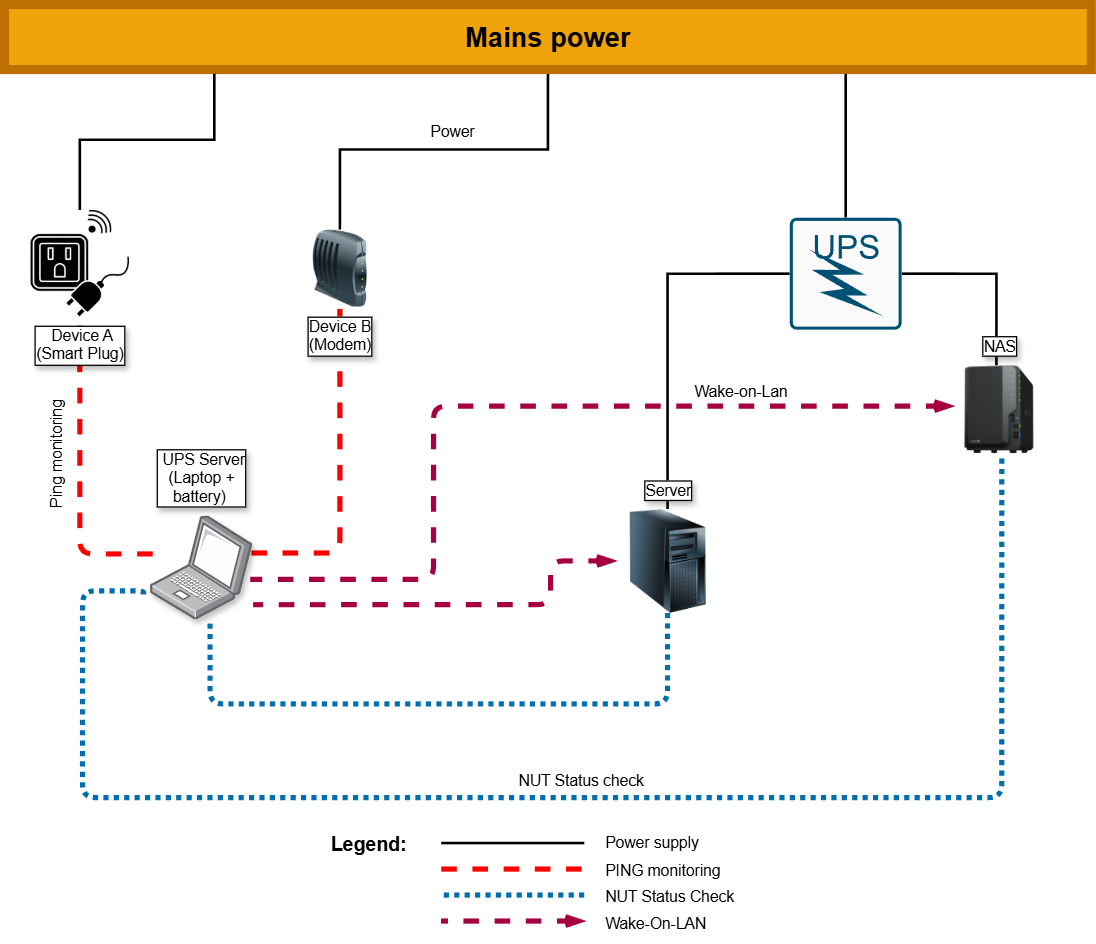 Mains power
Power
UPS
Device A
(Smart Plug)
Device B
(Modem)
NAS
Wake-on-Lan
Ping monitoring
UPS Server
(Laptop +
battery)
Server
NUT Status check
Legend:
Power supply
PING monitoring
NUT Status Check
Wake-On-LAN